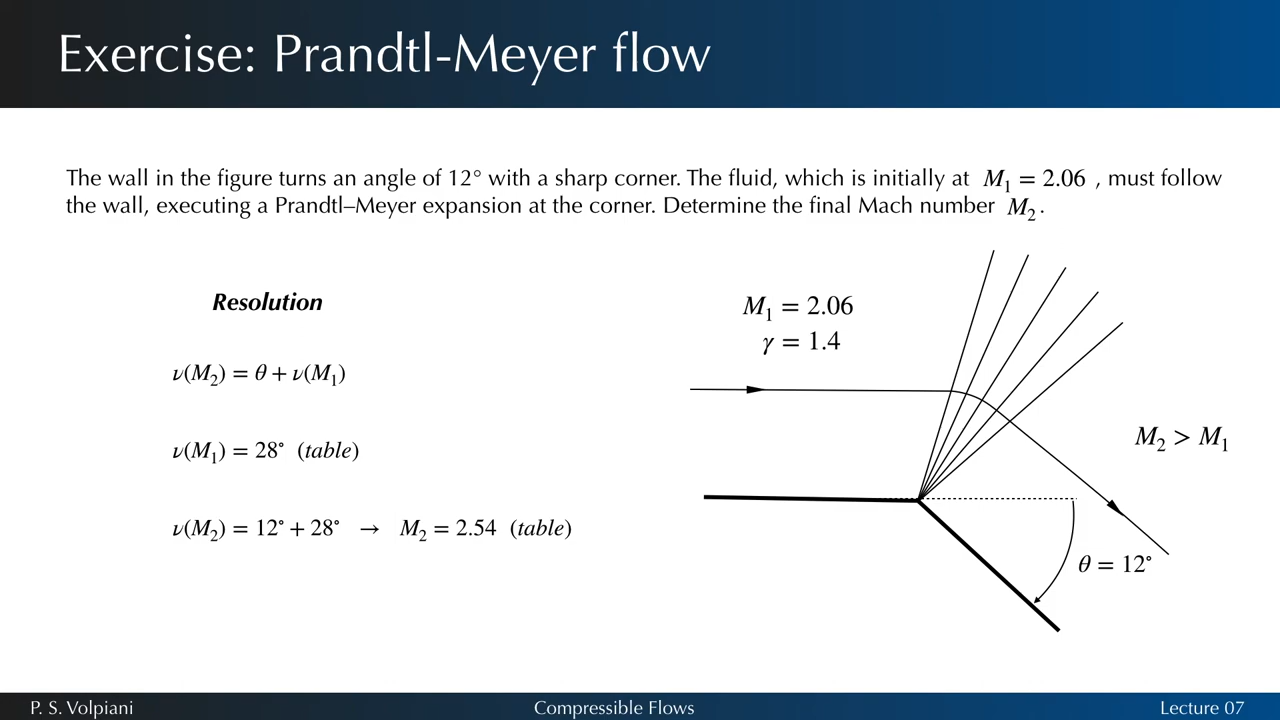 Exercise: Prandtl-Meyer flow
The wall in the figure turns an angle of 12° with a sharp corner. The fluid, which is initially at M₁ = 2.06 , must follow
the wall, executing a Prandtl–Meyer expansion at the corner. Determine the final Mach number M₂ .
Resolution
ν(M₂) = θ + ν(M₁)
ν(M₁) = 28° (table)
ν(M₂) = 12° + 28° → M₂ = 2.54 (table)
M₁ = 2.06
γ = 1.4
M₂ > M₁
θ = 12°
P. S. Volpiani
Compressible Flows
Lecture 07